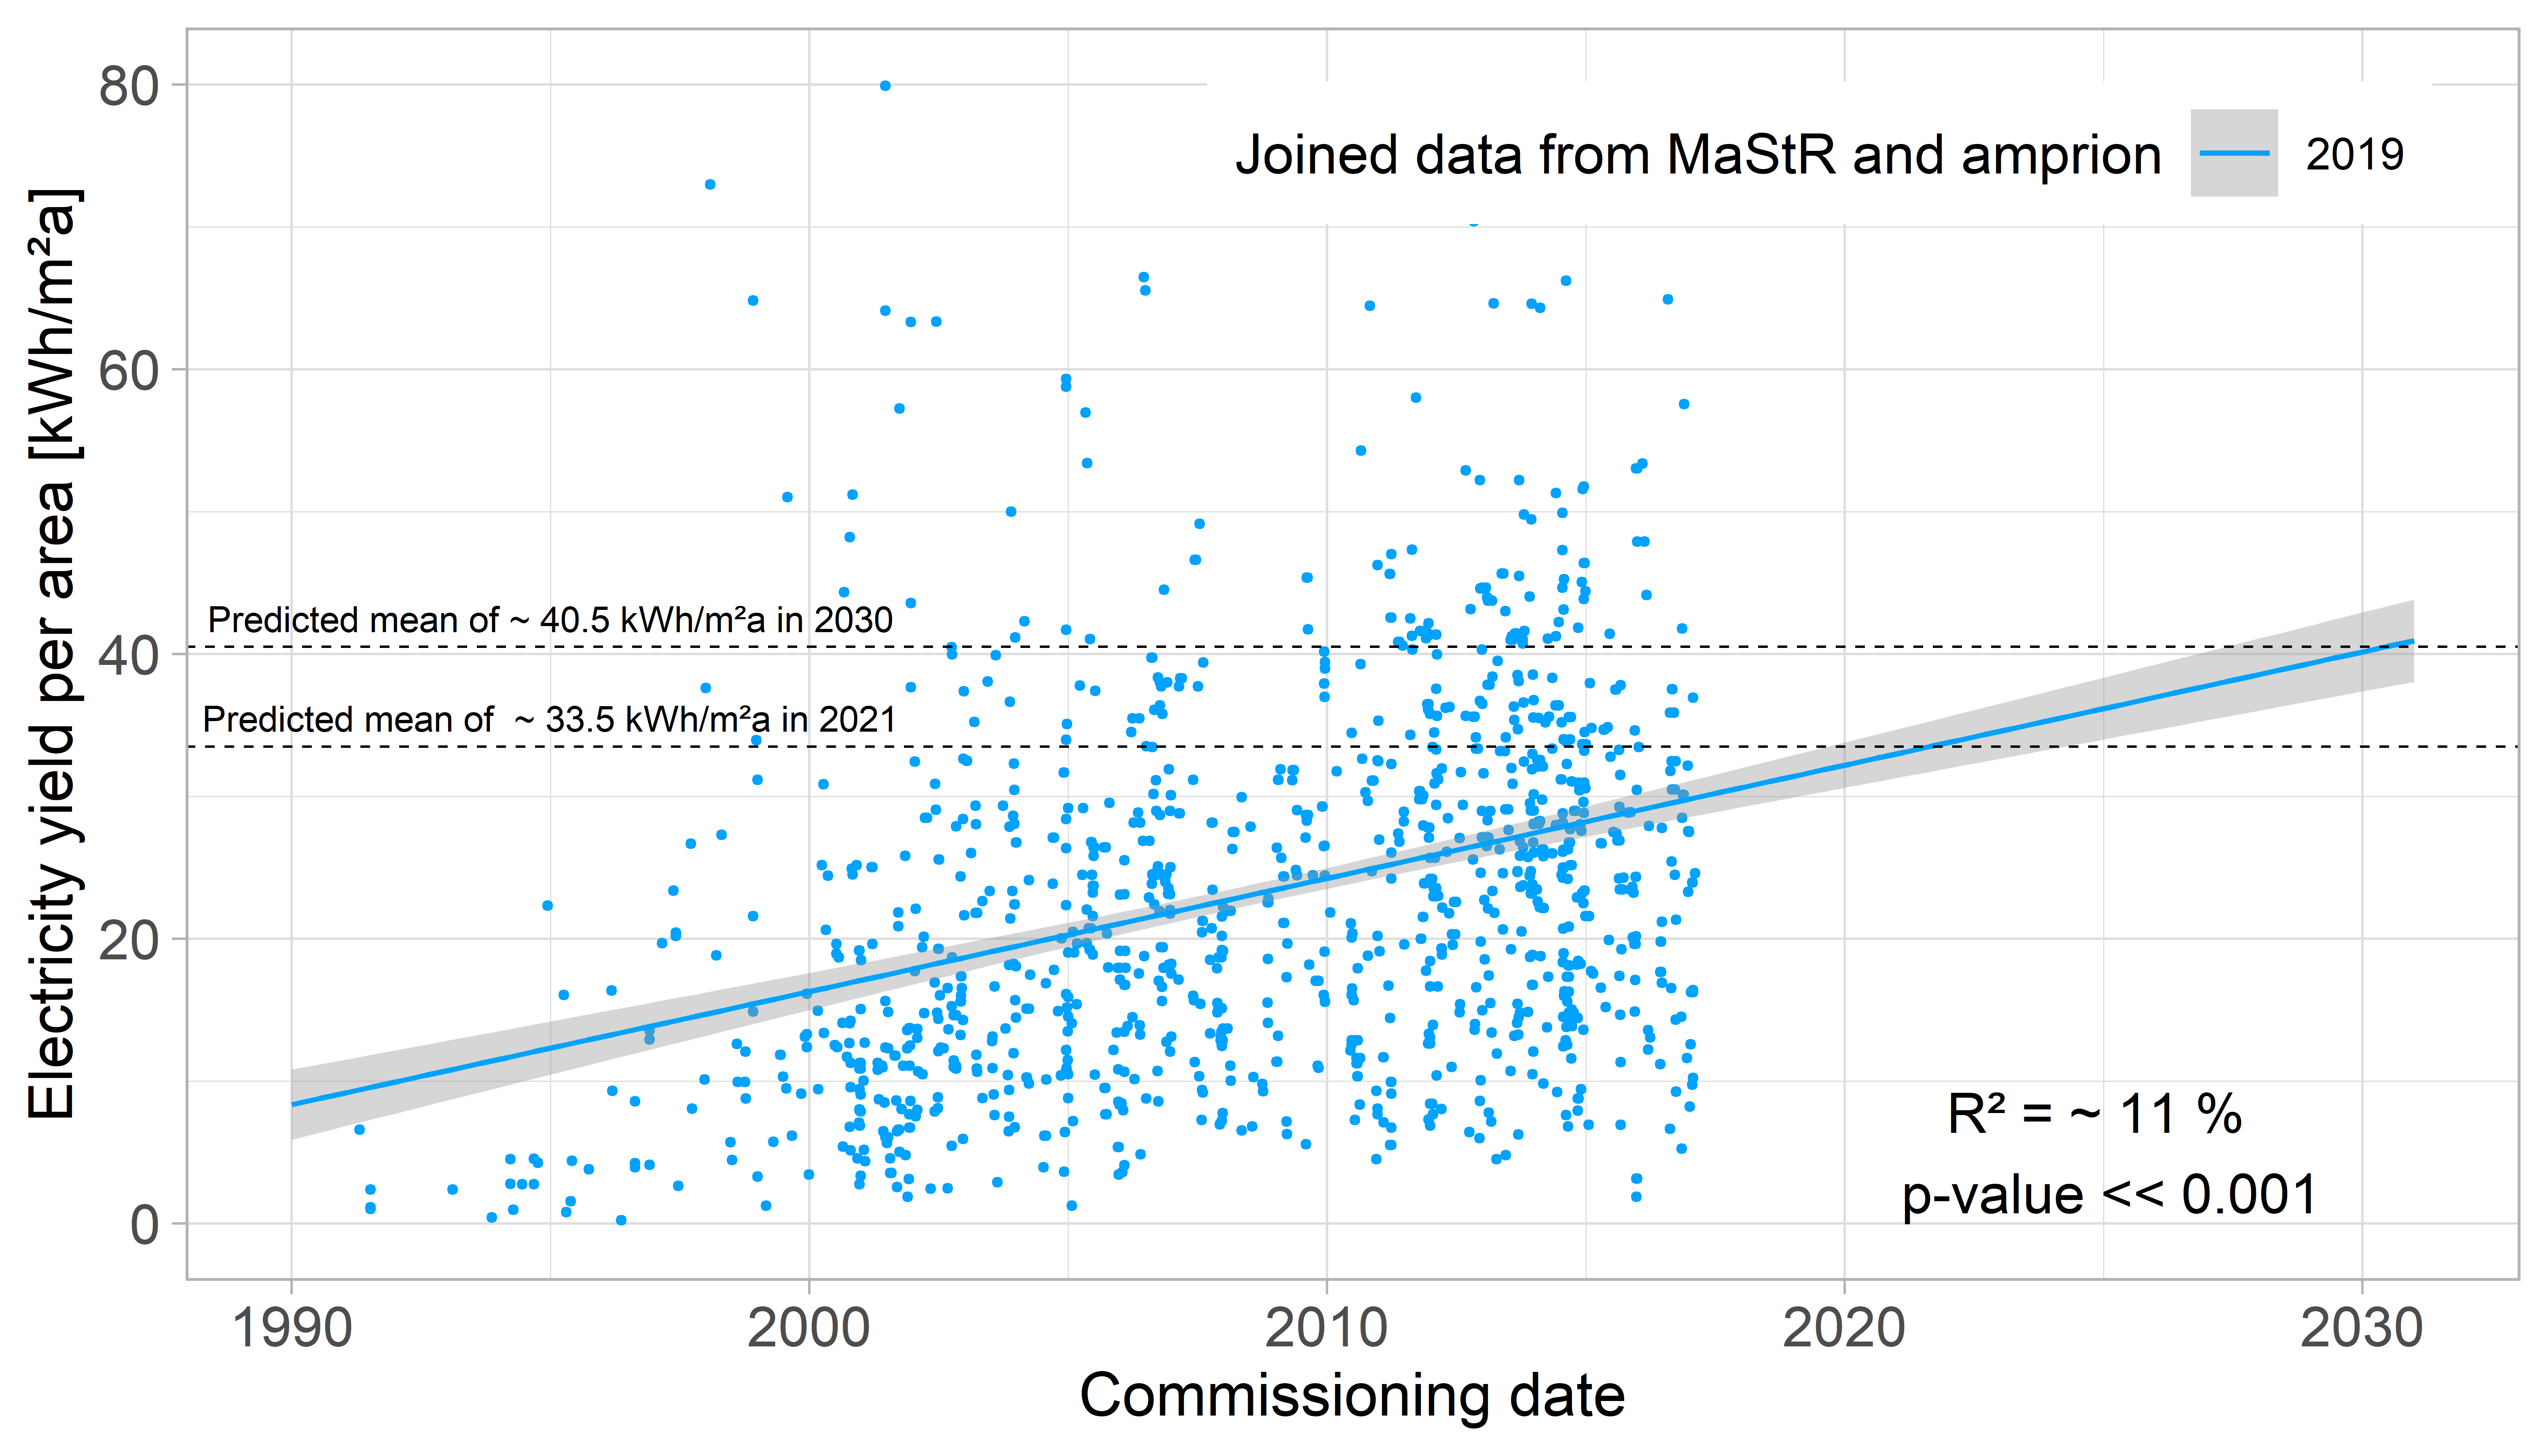 Electricity yield per area [kWh/m²a]
80
60
40
20
0
Joined data from MaStR and amprion 2019
Predicted mean of ~ 40.5 kWh/m²a in 2030
Predicted mean of ~ 33.5 kWh/m²a in 2021
R² = ~ 11 %
p-value << 0.001
1990 2000 2010 2020 2030
Commissioning date